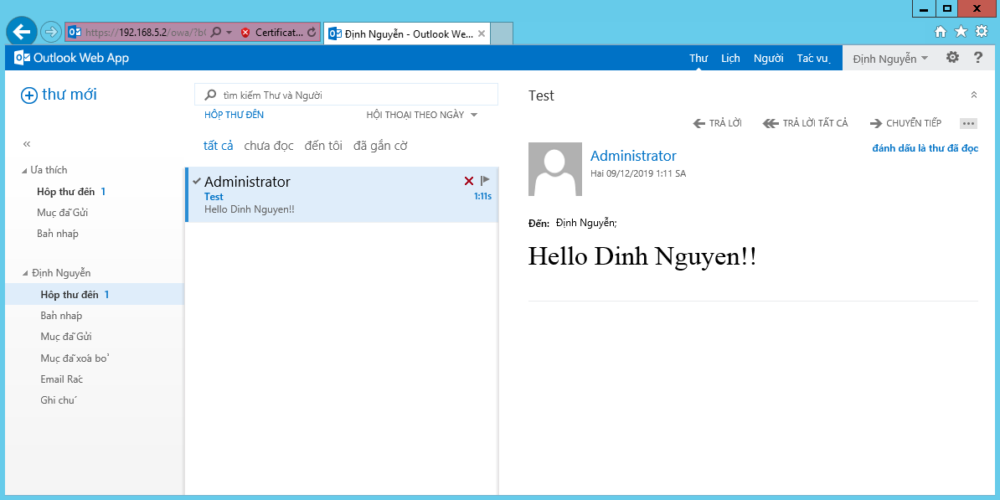 https://192.168.5.2/owa/?b
Certificat...
Định Nguyễn - Outlook We...
Outlook Web App
Thư
Lịch
Người
Tác vụ
Định Nguyễn
?
thư mới
tìm kiếm Thư và Người
HỘP THƯ ĐẾN
HỘI THOẠI THEO NGÀY
tất cả chưa đọc đến tôi đã gắn cờ
«
Ưa thích
Hộp thư đến 1
Mục đã Gửi
Bản nháp
Định Nguyễn
Hộp thư đến 1
Bản nháp
Mục đã Gửi
Mục đã xóa bỏ
Email Rác
Ghi chú
Administrator
Test
1:11s
Hello Dinh Nguyen!!
Test
TRẢ LỜI
TRẢ LỜI TẤT CẢ
CHUYỂN TIẾP
•••
đánh dấu là thư đã đọc
Administrator
Hai 09/12/2019 1:11 SA
Đến: Định Nguyễn;
Hello Dinh Nguyen!!